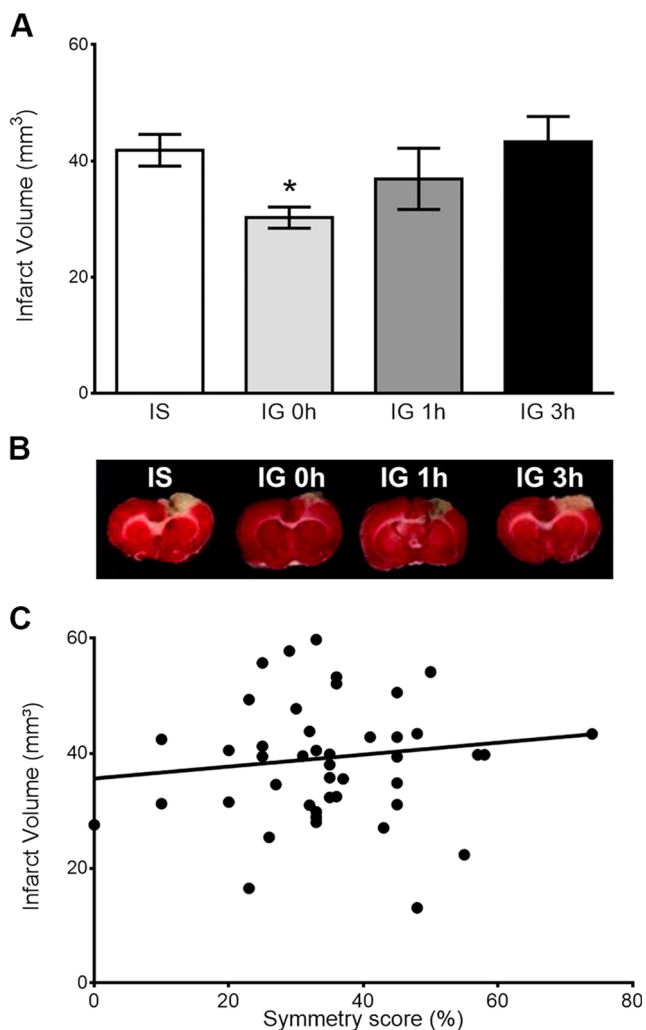 A
60
40
20
0
Infarct Volume (mm³)
*
IS IG 0h IG 1h IG 3h
B
IS IG 0h IG 1h IG 3h
C
60
40
20
0
Infarct Volume (mm³)
0 20 40 60 80
Symmetry score (%)